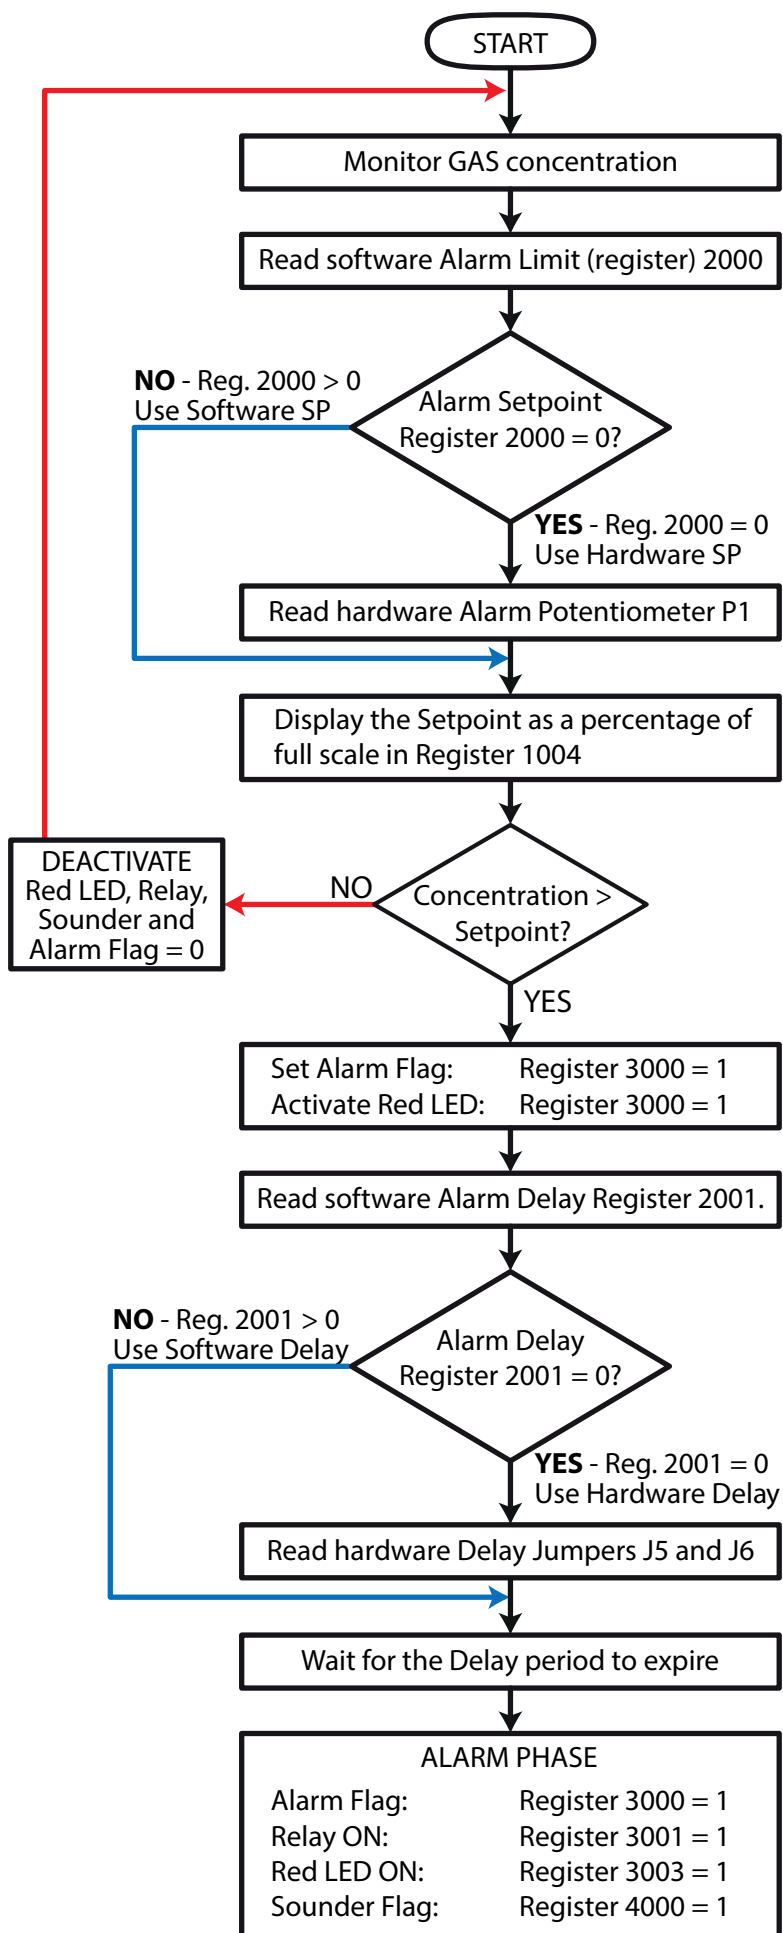 START
Monitor GAS concentration
Read software Alarm Limit (register) 2000
NO - Reg. 2000 > 0
Use Software SP
Alarm Setpoint
Register 2000 = 0?
YES - Reg. 2000 = 0
Use Hardware SP
Read hardware Alarm Potentiometer P1
Display the Setpoint as a percentage of
full scale in Register 1004
DEACTIVATE
Red LED, Relay,
Sounder and
Alarm Flag = 0
NO
Concentration >
Setpoint?
YES
Set Alarm Flag: Register 3000 = 1
Activate Red LED: Register 3000 = 1
Read software Alarm Delay Register 2001.
NO - Reg. 2001 > 0
Use Software Delay
Alarm Delay
Register 2001 = 0?
YES - Reg. 2001 = 0
Use Hardware Delay
Read hardware Delay Jumpers J5 and J6
Wait for the Delay period to expire
ALARM PHASE
Alarm Flag: Register 3000 = 1
Relay ON: Register 3001 = 1
Red LED ON: Register 3003 = 1
Sounder Flag: Register 4000 = 1